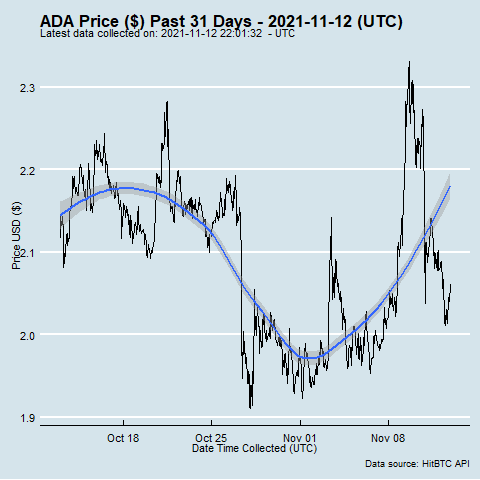 ADA Price ($) Past 31 Days - 2021-11-12 (UTC)
Latest data collected on: 2021-11-12 22:01:32 - UTC
2.3
2.2
2.1
2.0
1.9
Price USD ($)
Oct 18
Oct 25
Nov 01
Nov 08
Date Time Collected (UTC)
Data source: HitBTC API